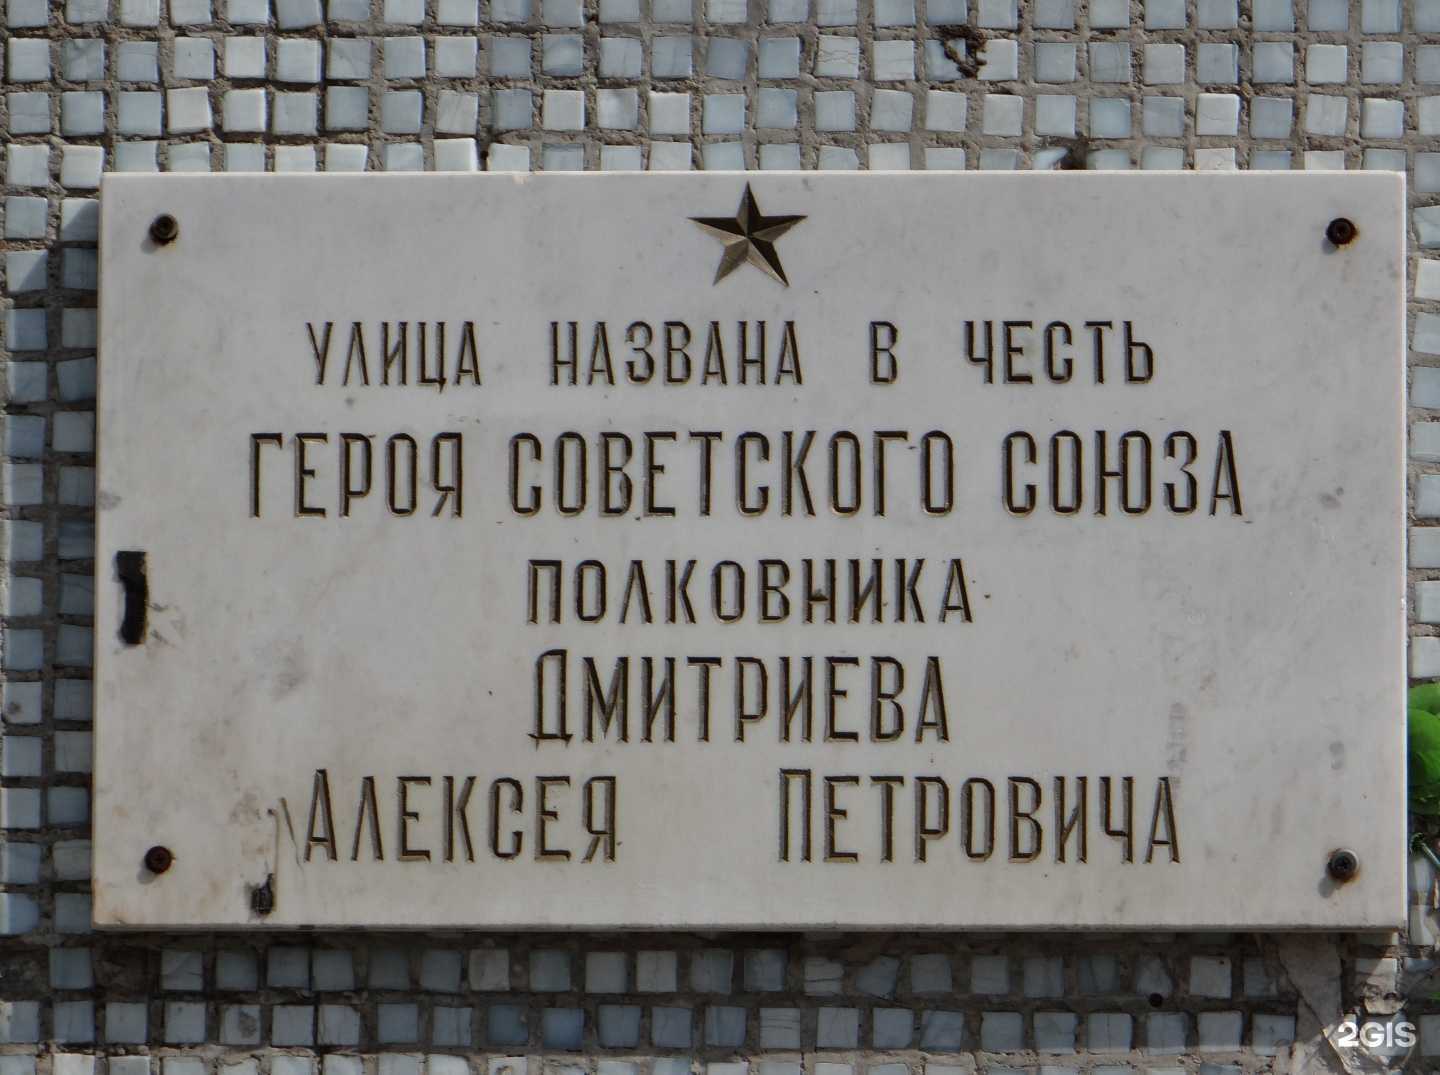 УЛИЦА НАЗВАНА В ЧЕСТЬ
ГЕРОЯ СОВЕТСКОГО СОЮЗА
ПОЛКОВНИКА
ДМИТРИЕВА
АЛЕКСЕЯ ПЕТРОВИЧА
2GIS